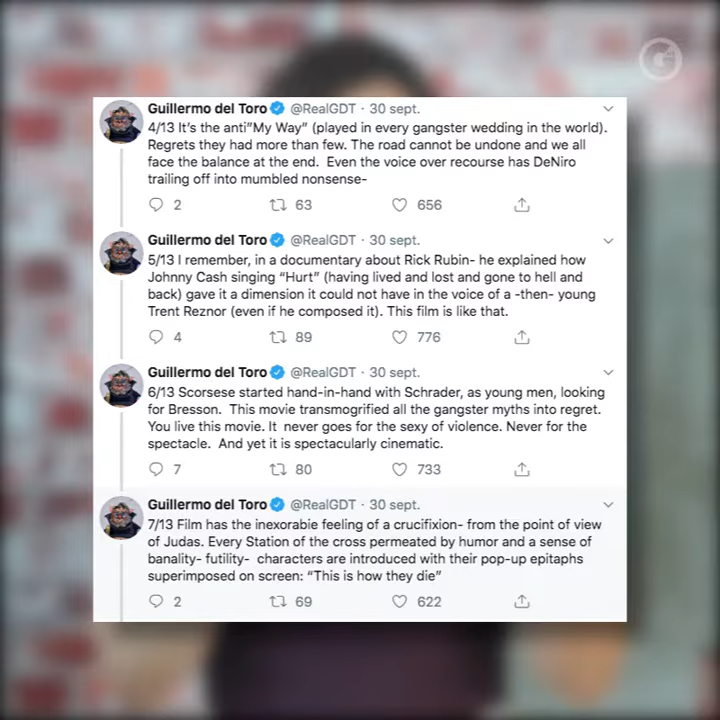 Guillermo del Toro @RealGDT · 30 sept.
4/13 It's the anti"My Way" (played in every gangster wedding in the world).
Regrets they had more than few. The road cannot be undone and we all
face the balance at the end.  Even the voice over recourse has DeNiro
trailing off into mumbled nonsense-
2 63 656
Guillermo del Toro @RealGDT · 30 sept.
5/13 I remember, in a documentary about Rick Rubin- he explained how
Johnny Cash singing “Hurt” (having lived and lost and gone to hell and
back) gave it a dimension it could not have in the voice of a -then- young
Trent Reznor (even if he composed it). This film is like that.
4 89 776
Guillermo del Toro @RealGDT · 30 sept.
6/13 Scorsese started hand-in-hand with Schrader, as young men, looking
for Bresson.  This movie transmogrified all the gangster myths into regret.
You live this movie. It  never goes for the sexy of violence. Never for the
spectacle.  And yet it is spectacularly cinematic.
7 80 733
Guillermo del Toro @RealGDT · 30 sept.
7/13 Film has the inexorabie feeling of a crucifixion- from the point of view
of Judas. Every Station of the cross permeated by humor and a sense of
banality- futility-  characters are introduced with their pop-up epitaphs
superimposed on screen: “This is how they die”
2 69 622